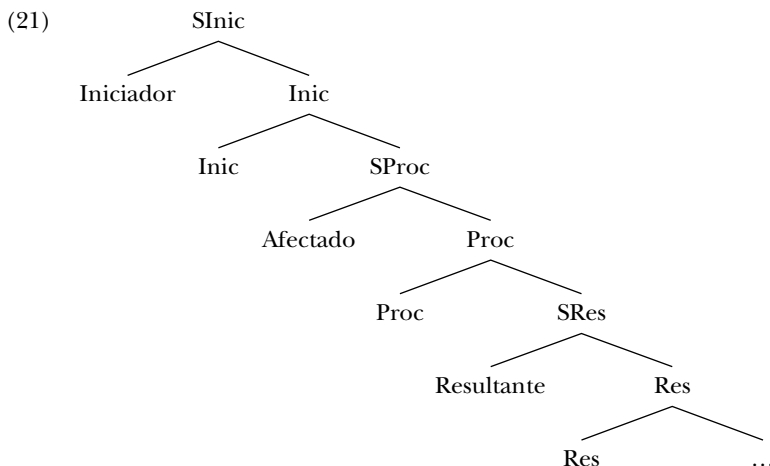 (21) SInic
Iniciador Inic
Inic SProc
Afectado Proc
Proc SRes
Resultante Res
Res ...